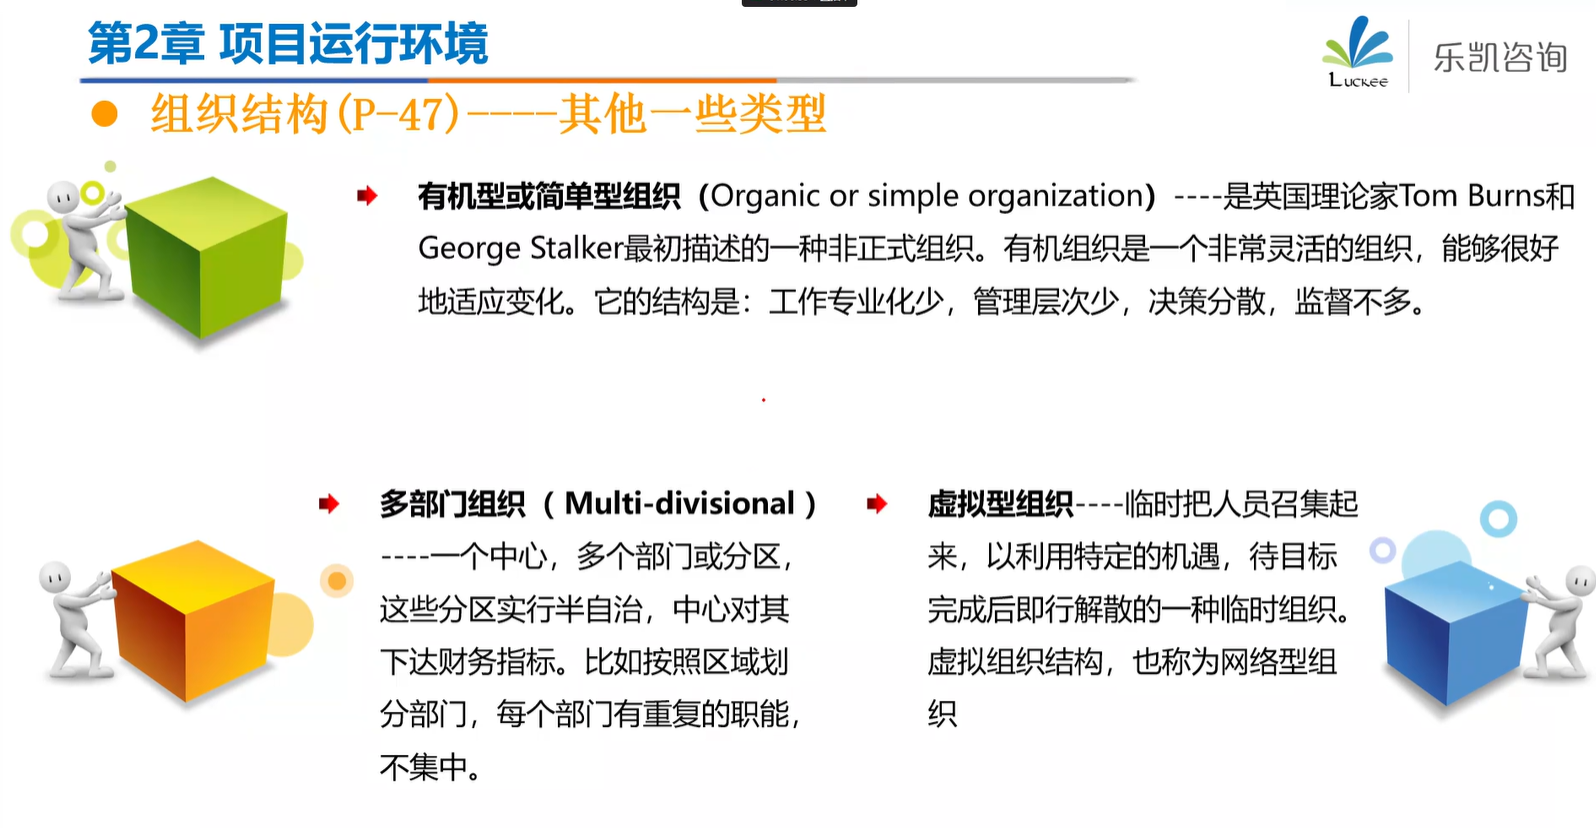 第2章 项目运行环境
LUCKEE
乐凯咨询
组织结构(P-47)----其他一些类型
有机型或简单型组织（Organic or simple organization）----是英国理论家Tom Burns和
George Stalker最初描述的一种非正式组织。有机组织是一个非常灵活的组织，能够很好
地适应变化。它的结构是：工作专业化少，管理层次少，决策分散，监督不多。
多部门组织（ Multi-divisional ）
----一个中心，多个部门或分区，
这些分区实行半自治，中心对其
下达财务指标。比如按照区域划
分部门，每个部门有重复的职能，
不集中。
虚拟型组织----临时把人员召集起
来，以利用特定的机遇，待目标
完成后即行解散的一种临时组织。
虚拟组织结构，也称为网络型组
织